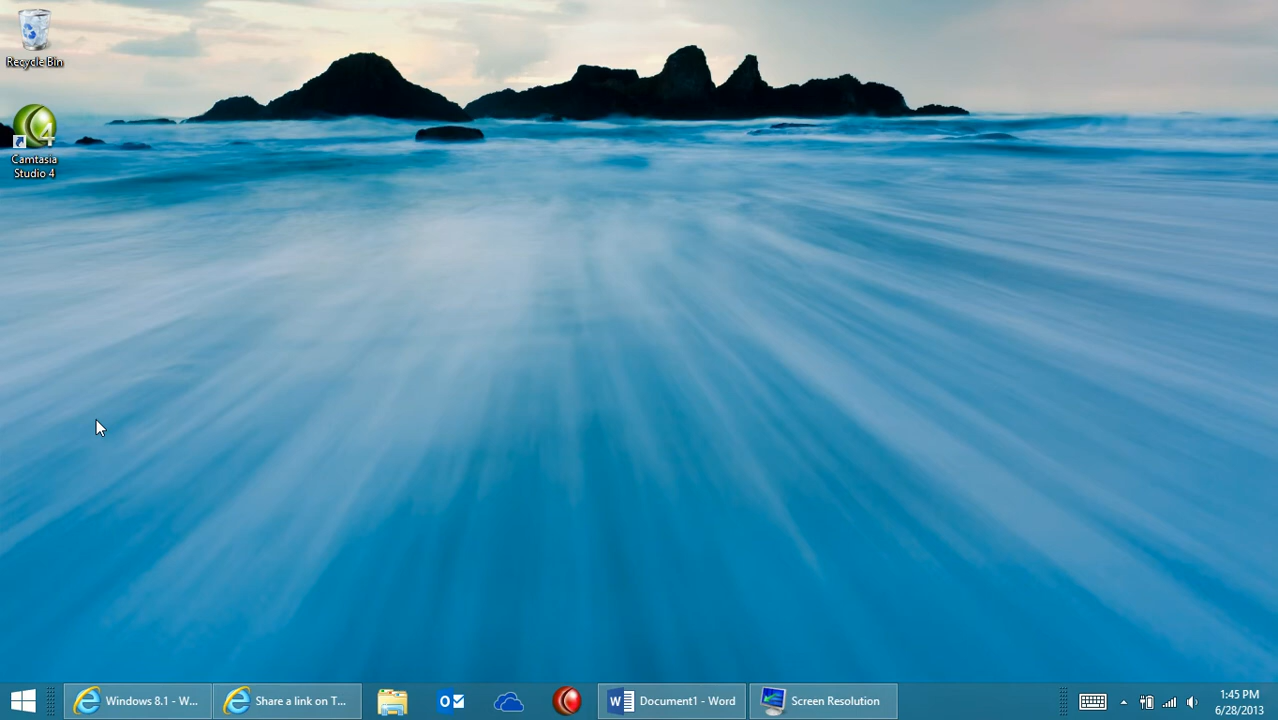 Recycle Bin
4
Camtasia
Studio 4
Windows 8.1 - W...
Share a link on T...
Document1 - Word
Screen Resolution
1:45 PM
6/28/2013